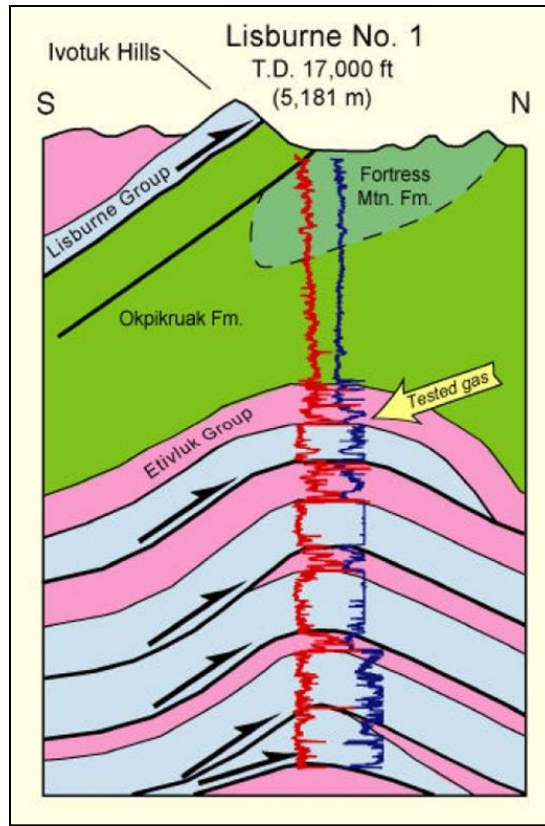 Lisburne No. 1
Ivotuk Hills
T.D. 17,000 ft
(5,181 m)
S
N
Fortress
Mtn. Fm.
Lisburne Group
Okpikruak Fm.
Tested gas
Etivluk Group